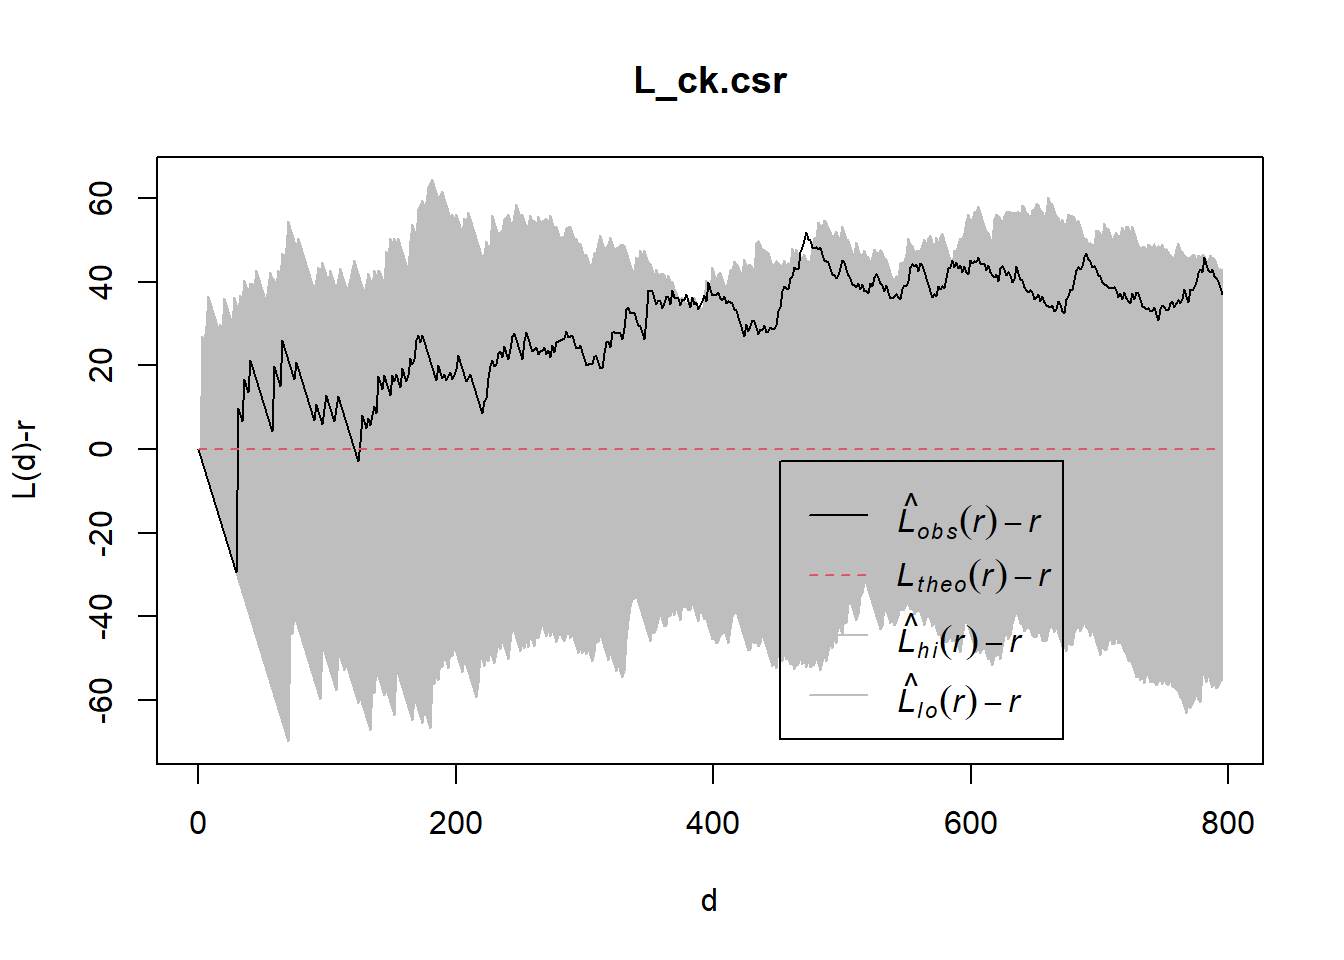 L_ck.csr
L(d)-r
60
40
20
0
-20
-40
-60
L̂obs(r) − r
Ltheo(r) − r
L̂hi(r) − r
L̂lo(r) − r
0 200 400 600 800
d